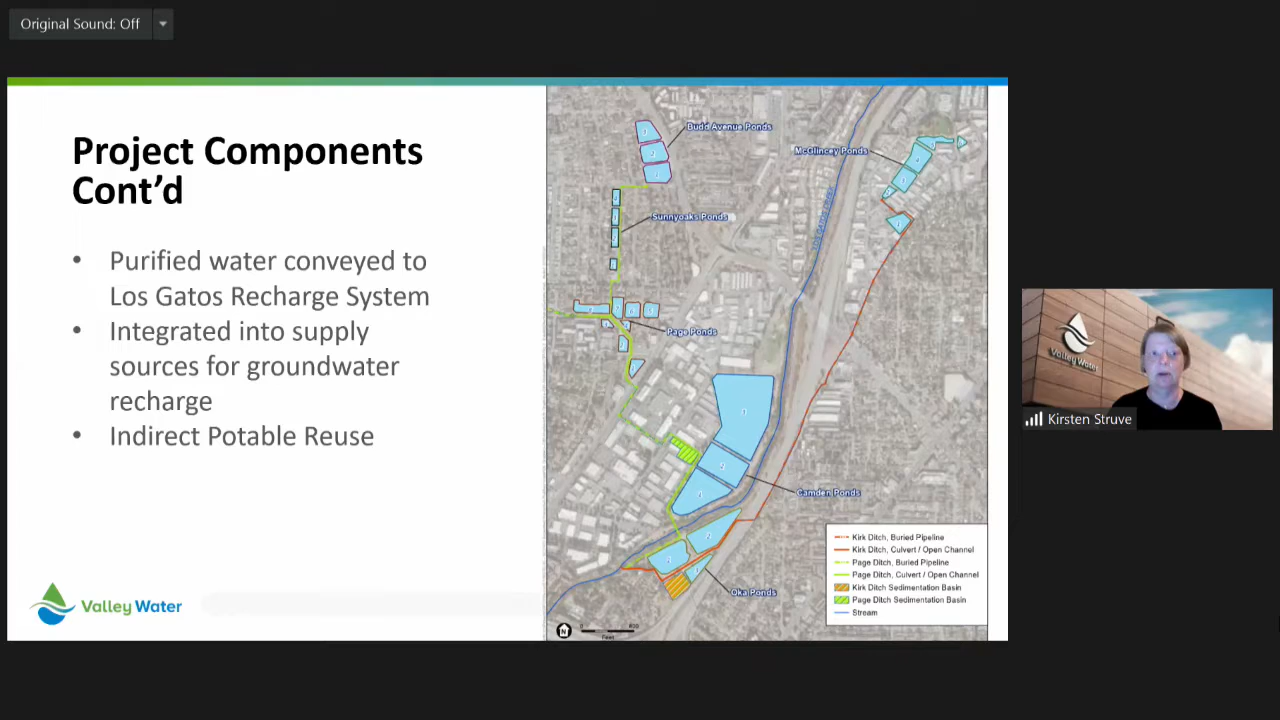 Original Sound: Off
Project Components
Cont’d
• Purified water conveyed to
Los Gatos Recharge System
• Integrated into supply
sources for groundwater
recharge
• Indirect Potable Reuse
Valley Water
Budd Avenue Ponds
McGlincey Ponds
Sunnyoaks Ponds
Page Ponds
Camden Ponds
Oka Ponds
Kirk Ditch, Buried Pipeline
Kirk Ditch, Culvert / Open Channel
Page Ditch, Buried Pipeline
Page Ditch, Culvert / Open Channel
Kirk Ditch Sedimentation Basin
Page Ditch Sedimentation Basin
Stream
N
Feet
Valley Water
Kirsten Struve